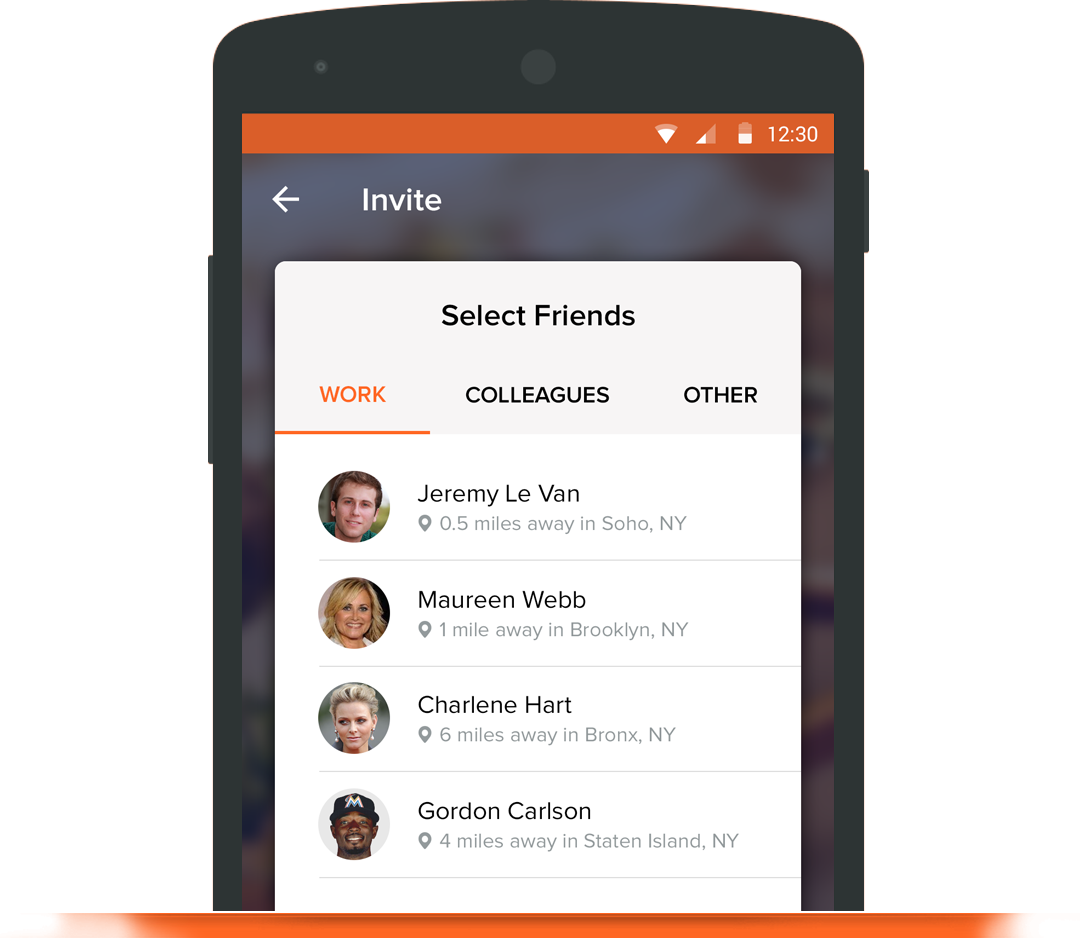 12:30
Invite
Select Friends
WORK COLLEAGUES OTHER
Jeremy Le Van
0.5 miles away in Soho, NY
Maureen Webb
1 mile away in Brooklyn, NY
Charlene Hart
6 miles away in Bronx, NY
M
Gordon Carlson
4 miles away in Staten Island, NY